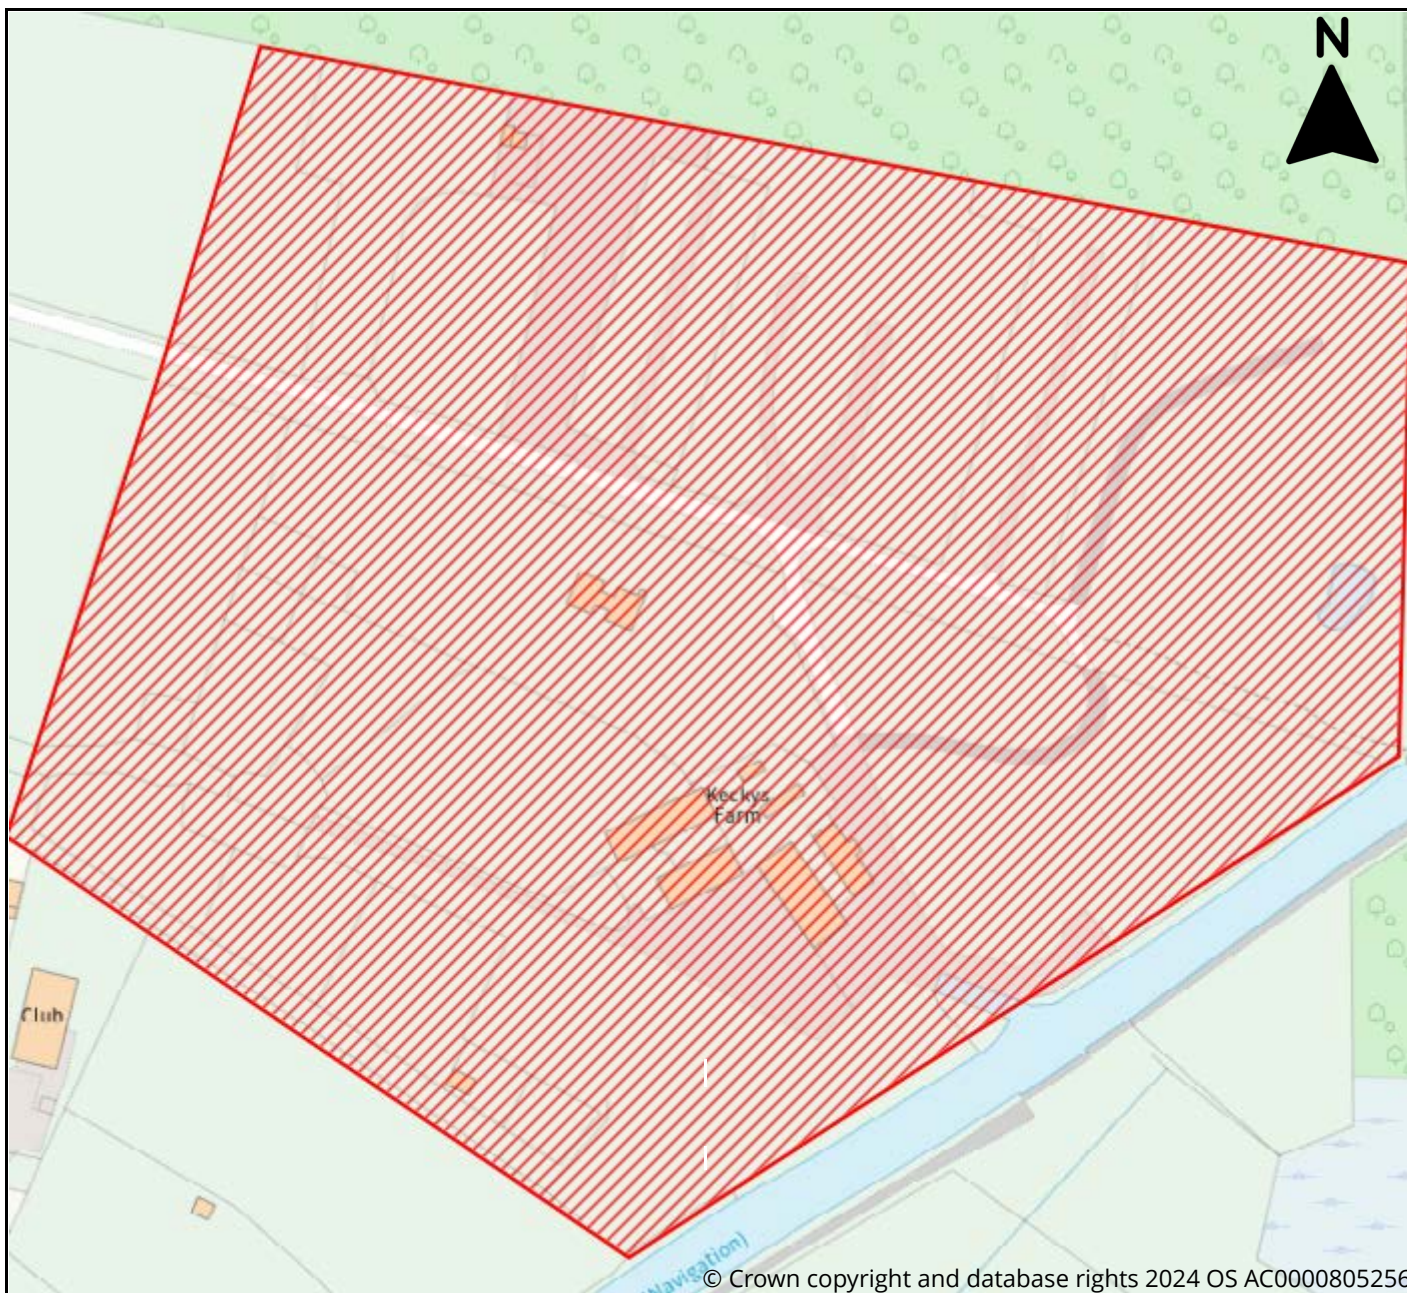 N
Keckys
Farm
Club
Navigation)
© Crown copyright and database rights 2024 OS AC0000805256